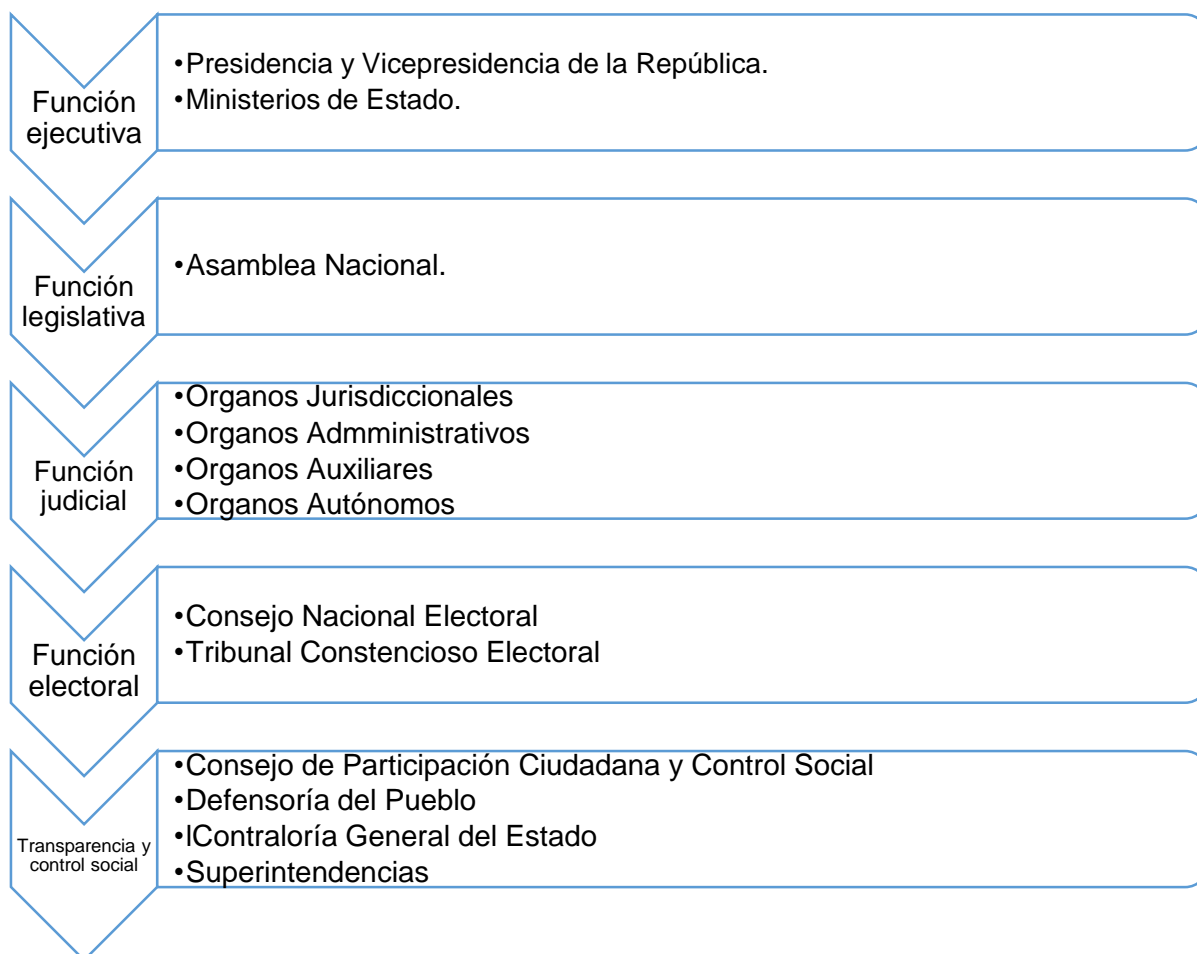 Función
ejecutiva
•Presidencia y Vicepresidencia de la República.
•Ministerios de Estado.
Función
legislativa
•Asamblea Nacional.
Función
judicial
•Organos Jurisdiccionales
•Organos Admministrativos
•Organos Auxiliares
•Organos Autónomos
Función
electoral
•Consejo Nacional Electoral
•Tribunal Constencioso Electoral
Transparencia y
control social
•Consejo de Participación Ciudadana y Control Social
•Defensoría del Pueblo
•lContraloría General del Estado
•Superintendencias